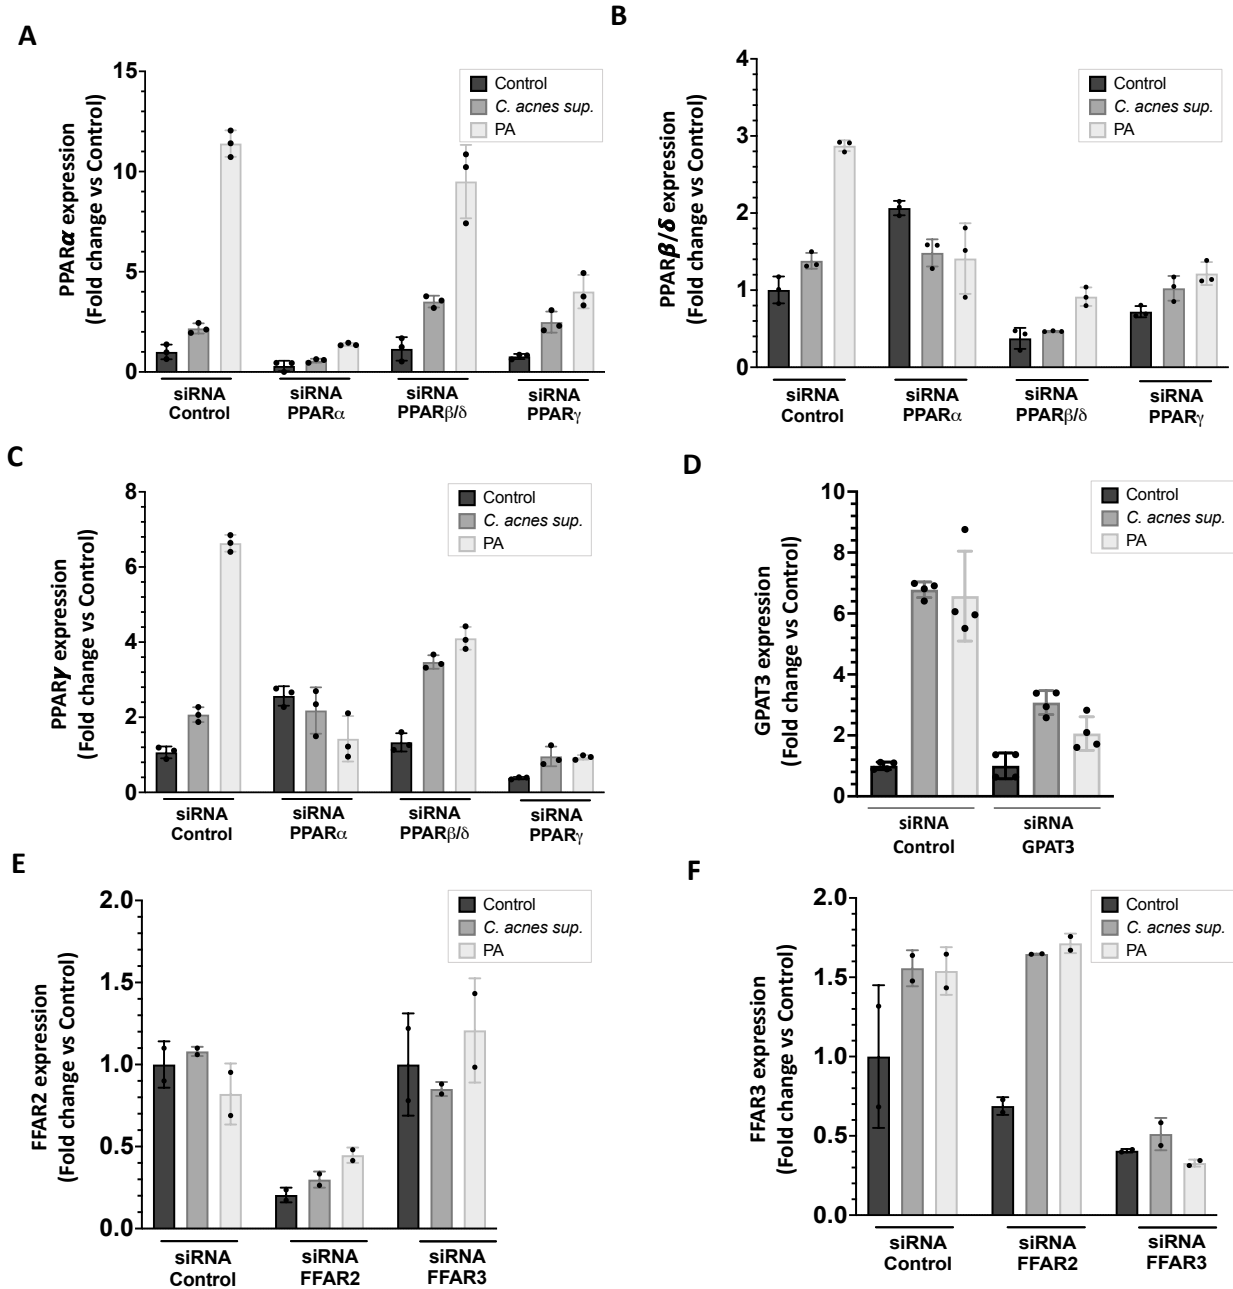 A
PPARα expression
(Fold change vs Control)
15
10
5
0
Control
C. acnes sup.
PA
siRNA
Control
siRNA
PPARα
siRNA
PPARβ/δ
siRNA
PPARγ
B
PPARβ/δ expression
(Fold change vs Control)
4
3
2
1
0
Control
C. acnes sup.
PA
siRNA
Control
siRNA
PPARα
siRNA
PPARβ/δ
siRNA
PPARγ
C
PPARγ expression
(Fold change vs Control)
8
6
4
2
0
Control
C. acnes sup.
PA
siRNA
Control
siRNA
PPARα
siRNA
PPARβ/δ
siRNA
PPARγ
D
GPAT3 expression
(Fold change vs Control)
10
8
6
4
2
0
Control
C. acnes sup.
PA
siRNA
Control
siRNA
GPAT3
E
FFAR2 expression
(Fold change vs Control)
2.0
1.5
1.0
0.5
0.0
Control
C. acnes sup.
PA
siRNA
Control
siRNA
FFAR2
siRNA
FFAR3
F
FFAR3 expression
(Fold change vs Control)
2.0
1.5
1.0
0.5
0.0
Control
C. acnes sup.
PA
siRNA
Control
siRNA
FFAR2
siRNA
FFAR3